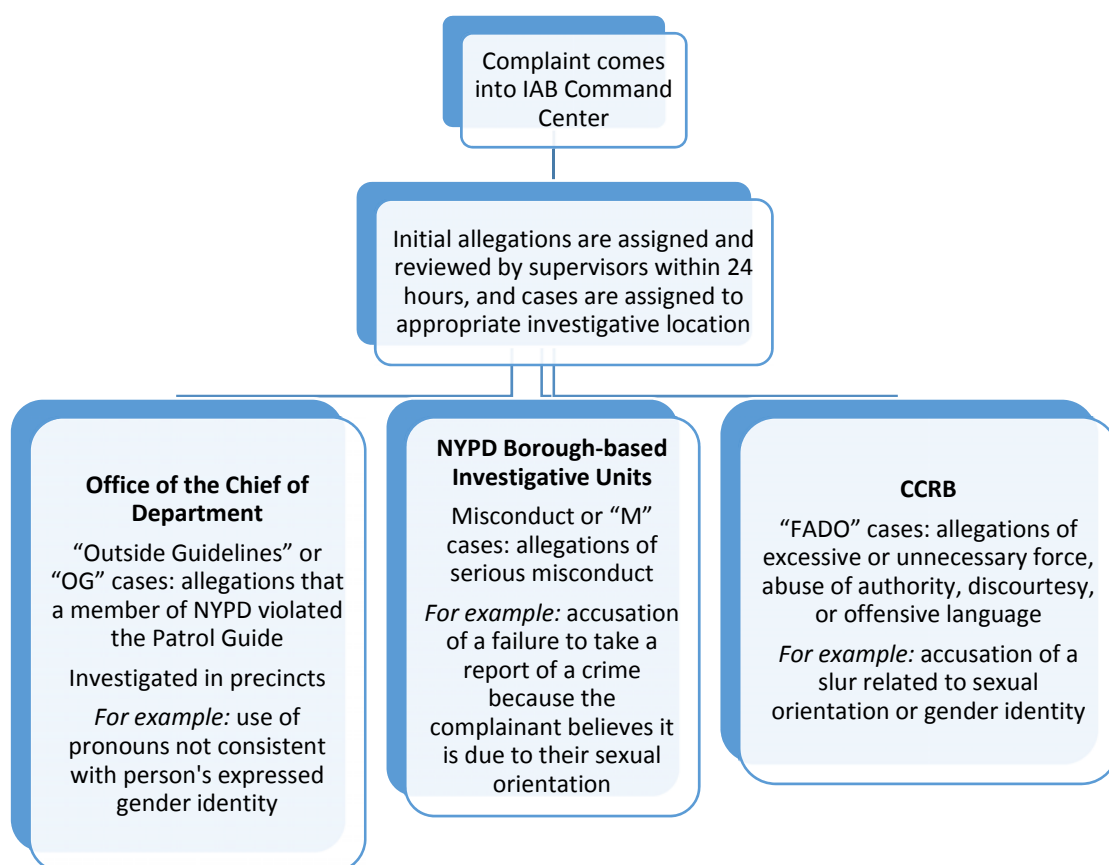 Complaint comes
into IAB Command
Center
Initial allegations are assigned and
reviewed by supervisors within 24
hours, and cases are assigned to
appropriate investigative location
Office of the Chief of
Department
“Outside Guidelines” or
“OG” cases: allegations that
a member of NYPD violated
the Patrol Guide
Investigated in precincts
For example: use of
pronouns not consistent
with person's expressed
gender identity
NYPD Borough-based
Investigative Units
Misconduct or “M”
cases: allegations of
serious misconduct
For example: accusation
of a failure to take a
report of a crime
because the
complainant believes it
is due to their sexual
orientation
CCRB
“FADO” cases: allegations of
excessive or unnecessary force,
abuse of authority, discourtesy,
or offensive language
For example: accusation of a
slur related to sexual
orientation or gender identity